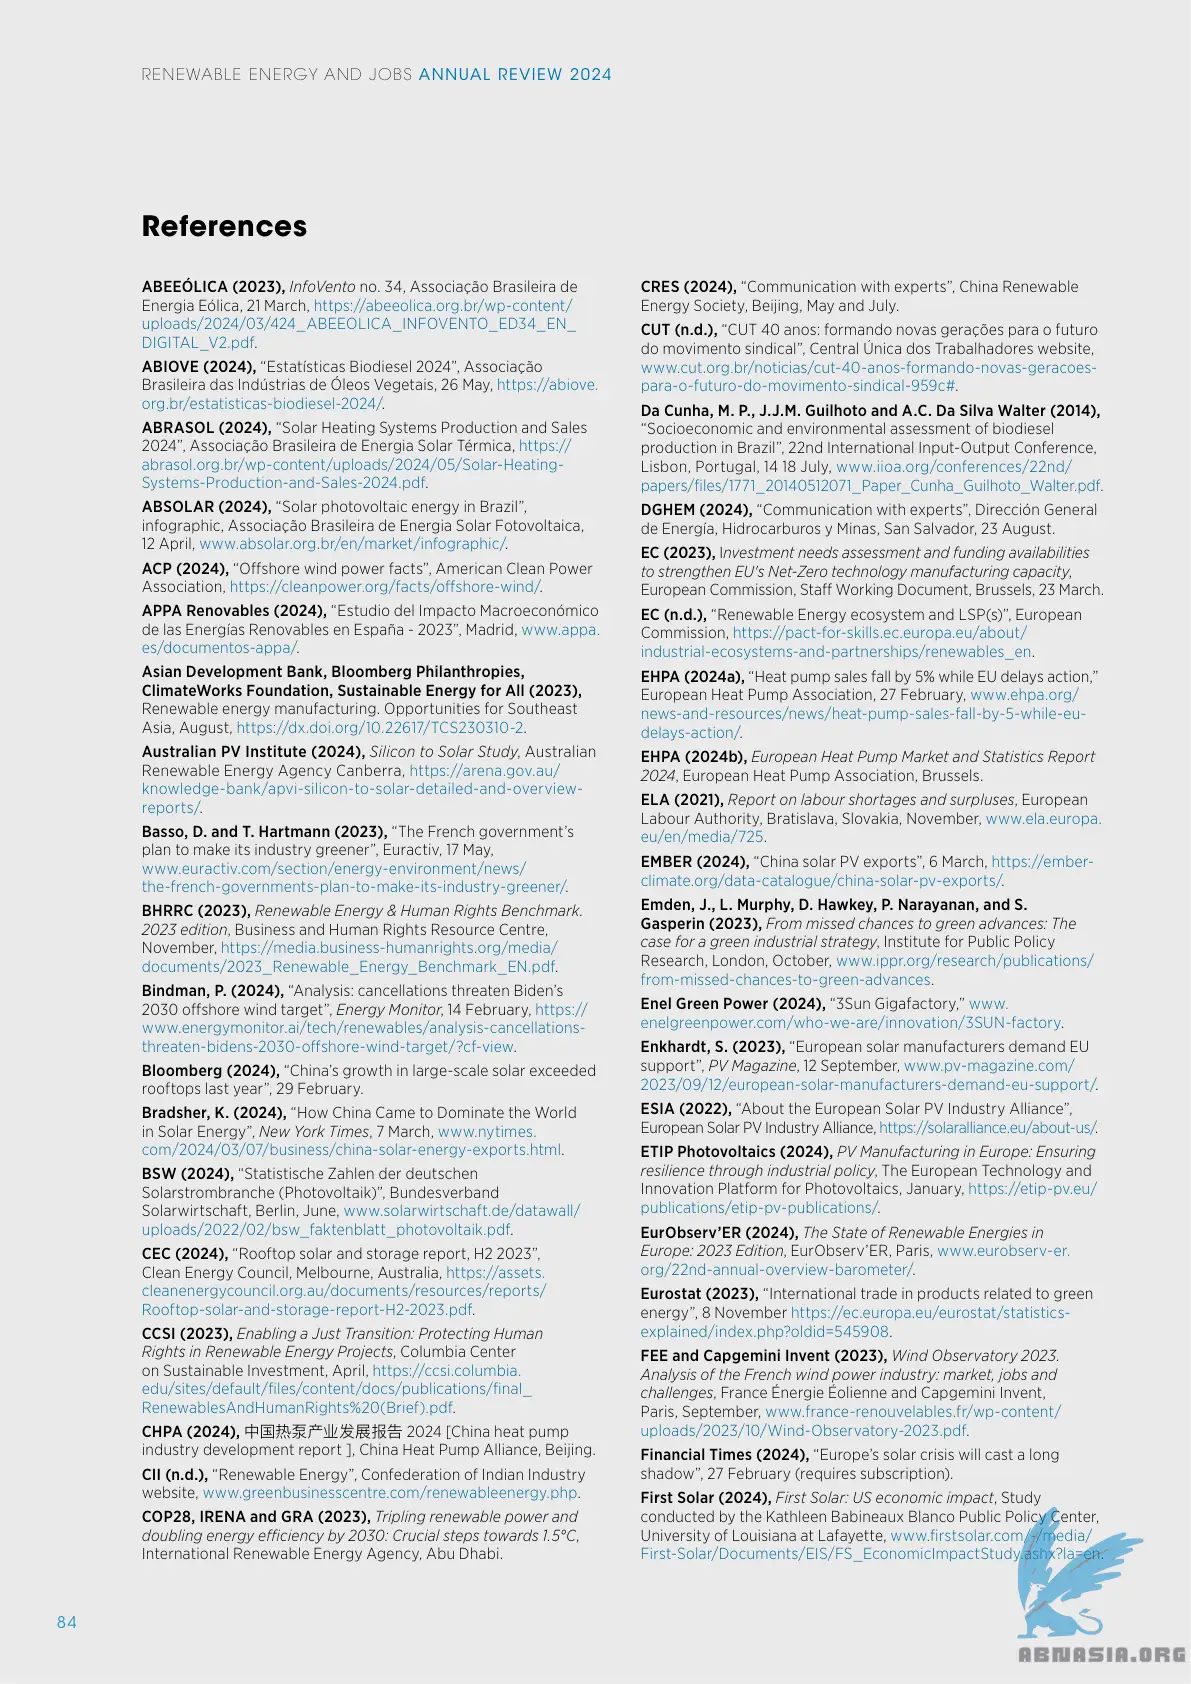 RENEWABLE ENERGY AND JOBS ANNUAL REVIEW 2024
References
ABEEÓLICA (2023), InfoVento no. 34, Associação Brasileira de
Energia Eólica, 21 March, https://abeeolica.org.br/wp-content/
uploads/2024/03/424_ABEEOLICA_INFOVENTO_ED34_EN_
DIGITAL_V2.pdf.
ABIOVE (2024), “Estatísticas Biodiesel 2024”, Associação
Brasileira das Indústrias de Óleos Vegetais, 26 May, https://abiove.
org.br/estatisticas-biodiesel-2024/.
ABRASOL (2024), “Solar Heating Systems Production and Sales
2024”, Associação Brasileira de Energia Solar Térmica, https://
abrasol.org.br/wp-content/uploads/2024/05/Solar-Heating-
Systems-Production-and-Sales-2024.pdf.
ABSOLAR (2024), “Solar photovoltaic energy in Brazil”,
infographic, Associação Brasileira de Energia Solar Fotovoltaica,
12 April, www.absolar.org.br/en/market/infographic/.
ACP (2024), “Offshore wind power facts”, American Clean Power
Association, https://cleanpower.org/facts/offshore-wind/.
APPA Renovables (2024), “Estudio del Impacto Macroeconómico
de las Energías Renovables en España - 2023”, Madrid, www.appa.
es/documentos-appa/.
Asian Development Bank, Bloomberg Philanthropies,
ClimateWorks Foundation, Sustainable Energy for All (2023),
Renewable energy manufacturing. Opportunities for Southeast
Asia, August, https://dx.doi.org/10.22617/TCS230310-2.
Australian PV Institute (2024), Silicon to Solar Study, Australian
Renewable Energy Agency Canberra, https://arena.gov.au/
knowledge-bank/apvi-silicon-to-solar-detailed-and-overview-
reports/.
Basso, D. and T. Hartmann (2023), “The French government’s
plan to make its industry greener”, Euractiv, 17 May,
www.euractiv.com/section/energy-environment/news/
the-french-governments-plan-to-make-its-industry-greener/.
BHRRC (2023), Renewable Energy & Human Rights Benchmark.
2023 edition, Business and Human Rights Resource Centre,
November, https://media.business-humanrights.org/media/
documents/2023_Renewable_Energy_Benchmark_EN.pdf.
Bindman, P. (2024), “Analysis: cancellations threaten Biden’s
2030 offshore wind target”, Energy Monitor, 14 February, https://
www.energymonitor.ai/tech/renewables/analysis-cancellations-
threaten-bidens-2030-offshore-wind-target/?cf-view.
Bloomberg (2024), “China’s growth in large-scale solar exceeded
rooftops last year”, 29 February.
Bradsher, K. (2024), “How China Came to Dominate the World
in Solar Energy”, New York Times, 7 March, www.nytimes.
com/2024/03/07/business/china-solar-energy-exports.html.
BSW (2024), “Statistische Zahlen der deutschen
Solarstrombranche (Photovoltaik)”, Bundesverband
Solarwirtschaft, Berlin, June, www.solarwirtschaft.de/datawall/
uploads/2022/02/bsw_faktenblatt_photovoltaik.pdf.
CEC (2024), “Rooftop solar and storage report, H2 2023”,
Clean Energy Council, Melbourne, Australia, https://assets.
cleanenergycouncil.org.au/documents/resources/reports/
Rooftop-solar-and-storage-report-H2-2023.pdf.
CCSI (2023), Enabling a Just Transition: Protecting Human
Rights in Renewable Energy Projects, Columbia Center
on Sustainable Investment, April, https://ccsi.columbia.
edu/sites/default/files/content/docs/publications/final_
RenewablesAndHumanRights%20(Brief).pdf.
CHPA (2024), 中国热泵产业发展报告 2024 [China heat pump
industry development report ], China Heat Pump Alliance, Beijing.
CII (n.d.), “Renewable Energy”, Confederation of Indian Industry
website, www.greenbusinesscentre.com/renewableenergy.php.
COP28, IRENA and GRA (2023), Tripling renewable power and
doubling energy efficiency by 2030: Crucial steps towards 1.5°C,
International Renewable Energy Agency, Abu Dhabi.
CRES (2024), “Communication with experts”, China Renewable
Energy Society, Beijing, May and July.
CUT (n.d.), “CUT 40 anos: formando novas gerações para o futuro
do movimento sindical”, Central Única dos Trabalhadores website,
www.cut.org.br/noticias/cut-40-anos-formando-novas-geracoes-
para-o-futuro-do-movimento-sindical-959c#.
Da Cunha, M. P., J.J.M. Guilhoto and A.C. Da Silva Walter (2014),
“Socioeconomic and environmental assessment of biodiesel
production in Brazil”, 22nd International Input-Output Conference,
Lisbon, Portugal, 14 18 July, www.iioa.org/conferences/22nd/
papers/files/1771_20140512071_Paper_Cunha_Guilhoto_Walter.pdf.
DGHEM (2024), “Communication with experts”, Dirección General
de Energía, Hidrocarburos y Minas, San Salvador, 23 August.
EC (2023), Investment needs assessment and funding availabilities
to strengthen EU’s Net-Zero technology manufacturing capacity,
European Commission, Staff Working Document, Brussels, 23 March.
EC (n.d.), “Renewable Energy ecosystem and LSP(s)”, European
Commission, https://pact-for-skills.ec.europa.eu/about/
industrial-ecosystems-and-partnerships/renewables_en.
EHPA (2024a), “Heat pump sales fall by 5% while EU delays action,”
European Heat Pump Association, 27 February, www.ehpa.org/
news-and-resources/news/heat-pump-sales-fall-by-5-while-eu-
delays-action/.
EHPA (2024b), European Heat Pump Market and Statistics Report
2024, European Heat Pump Association, Brussels.
ELA (2021), Report on labour shortages and surpluses, European
Labour Authority, Bratislava, Slovakia, November, www.ela.europa.
eu/en/media/725.
EMBER (2024), “China solar PV exports”, 6 March, https://ember-
climate.org/data-catalogue/china-solar-pv-exports/.
Emden, J., L. Murphy, D. Hawkey, P. Narayanan, and S.
Gasperin (2023), From missed chances to green advances: The
case for a green industrial strategy, Institute for Public Policy
Research, London, October, www.ippr.org/research/publications/
from-missed-chances-to-green-advances.
Enel Green Power (2024), “3Sun Gigafactory,” www.
enelgreenpower.com/who-we-are/innovation/3SUN-factory.
Enkhardt, S. (2023), “European solar manufacturers demand EU
support”, PV Magazine, 12 September, www.pv-magazine.com/
2023/09/12/european-solar-manufacturers-demand-eu-support/.
ESIA (2022), “About the European Solar PV Industry Alliance”,
European Solar PV Industry Alliance, https://solaralliance.eu/about-us/.
ETIP Photovoltaics (2024), PV Manufacturing in Europe: Ensuring
resilience through industrial policy, The European Technology and
Innovation Platform for Photovoltaics, January, https://etip-pv.eu/
publications/etip-pv-publications/.
EurObserv’ER (2024), The State of Renewable Energies in
Europe: 2023 Edition, EurObserv’ER, Paris, www.eurobserv-er.
org/22nd-annual-overview-barometer/.
Eurostat (2023), “International trade in products related to green
energy”, 8 November https://ec.europa.eu/eurostat/statistics-
explained/index.php?oldid=545908.
FEE and Capgemini Invent (2023), Wind Observatory 2023.
Analysis of the French wind power industry: market, jobs and
challenges, France Énergie Éolienne and Capgemini Invent,
Paris, September, www.france-renouvelables.fr/wp-content/
uploads/2023/10/Wind-Observatory-2023.pdf.
Financial Times (2024), “Europe’s solar crisis will cast a long
shadow”, 27 February (requires subscription).
First Solar (2024), First Solar: US economic impact, Study
conducted by the Kathleen Babineaux Blanco Public Policy Center,
University of Louisiana at Lafayette, www.firstsolar.com/-/media/
First-Solar/Documents/EIS/FS_EconomicImpactStudy.ashx?la=en.
84
ABNASIA.ORG